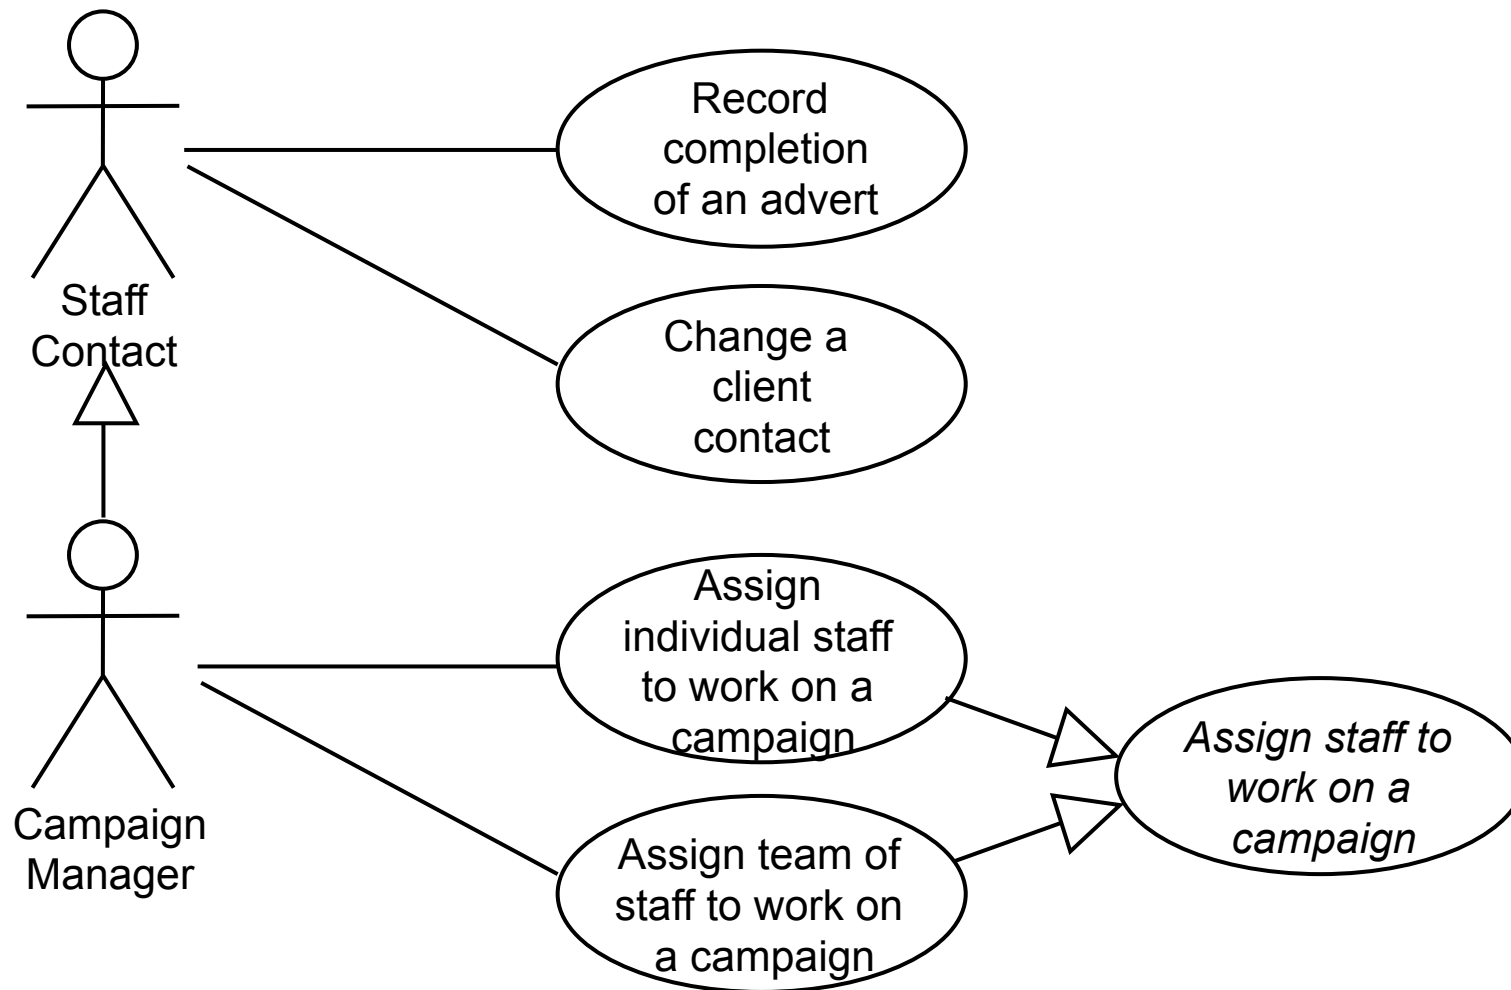 Record
completion
of an advert
Staff
Contact
Change a
client
contact
Assign
individual staff
to work on a
campaign
Assign staff to
work on a
campaign
Campaign
Manager
Assign team of
staff to work on
a campaign